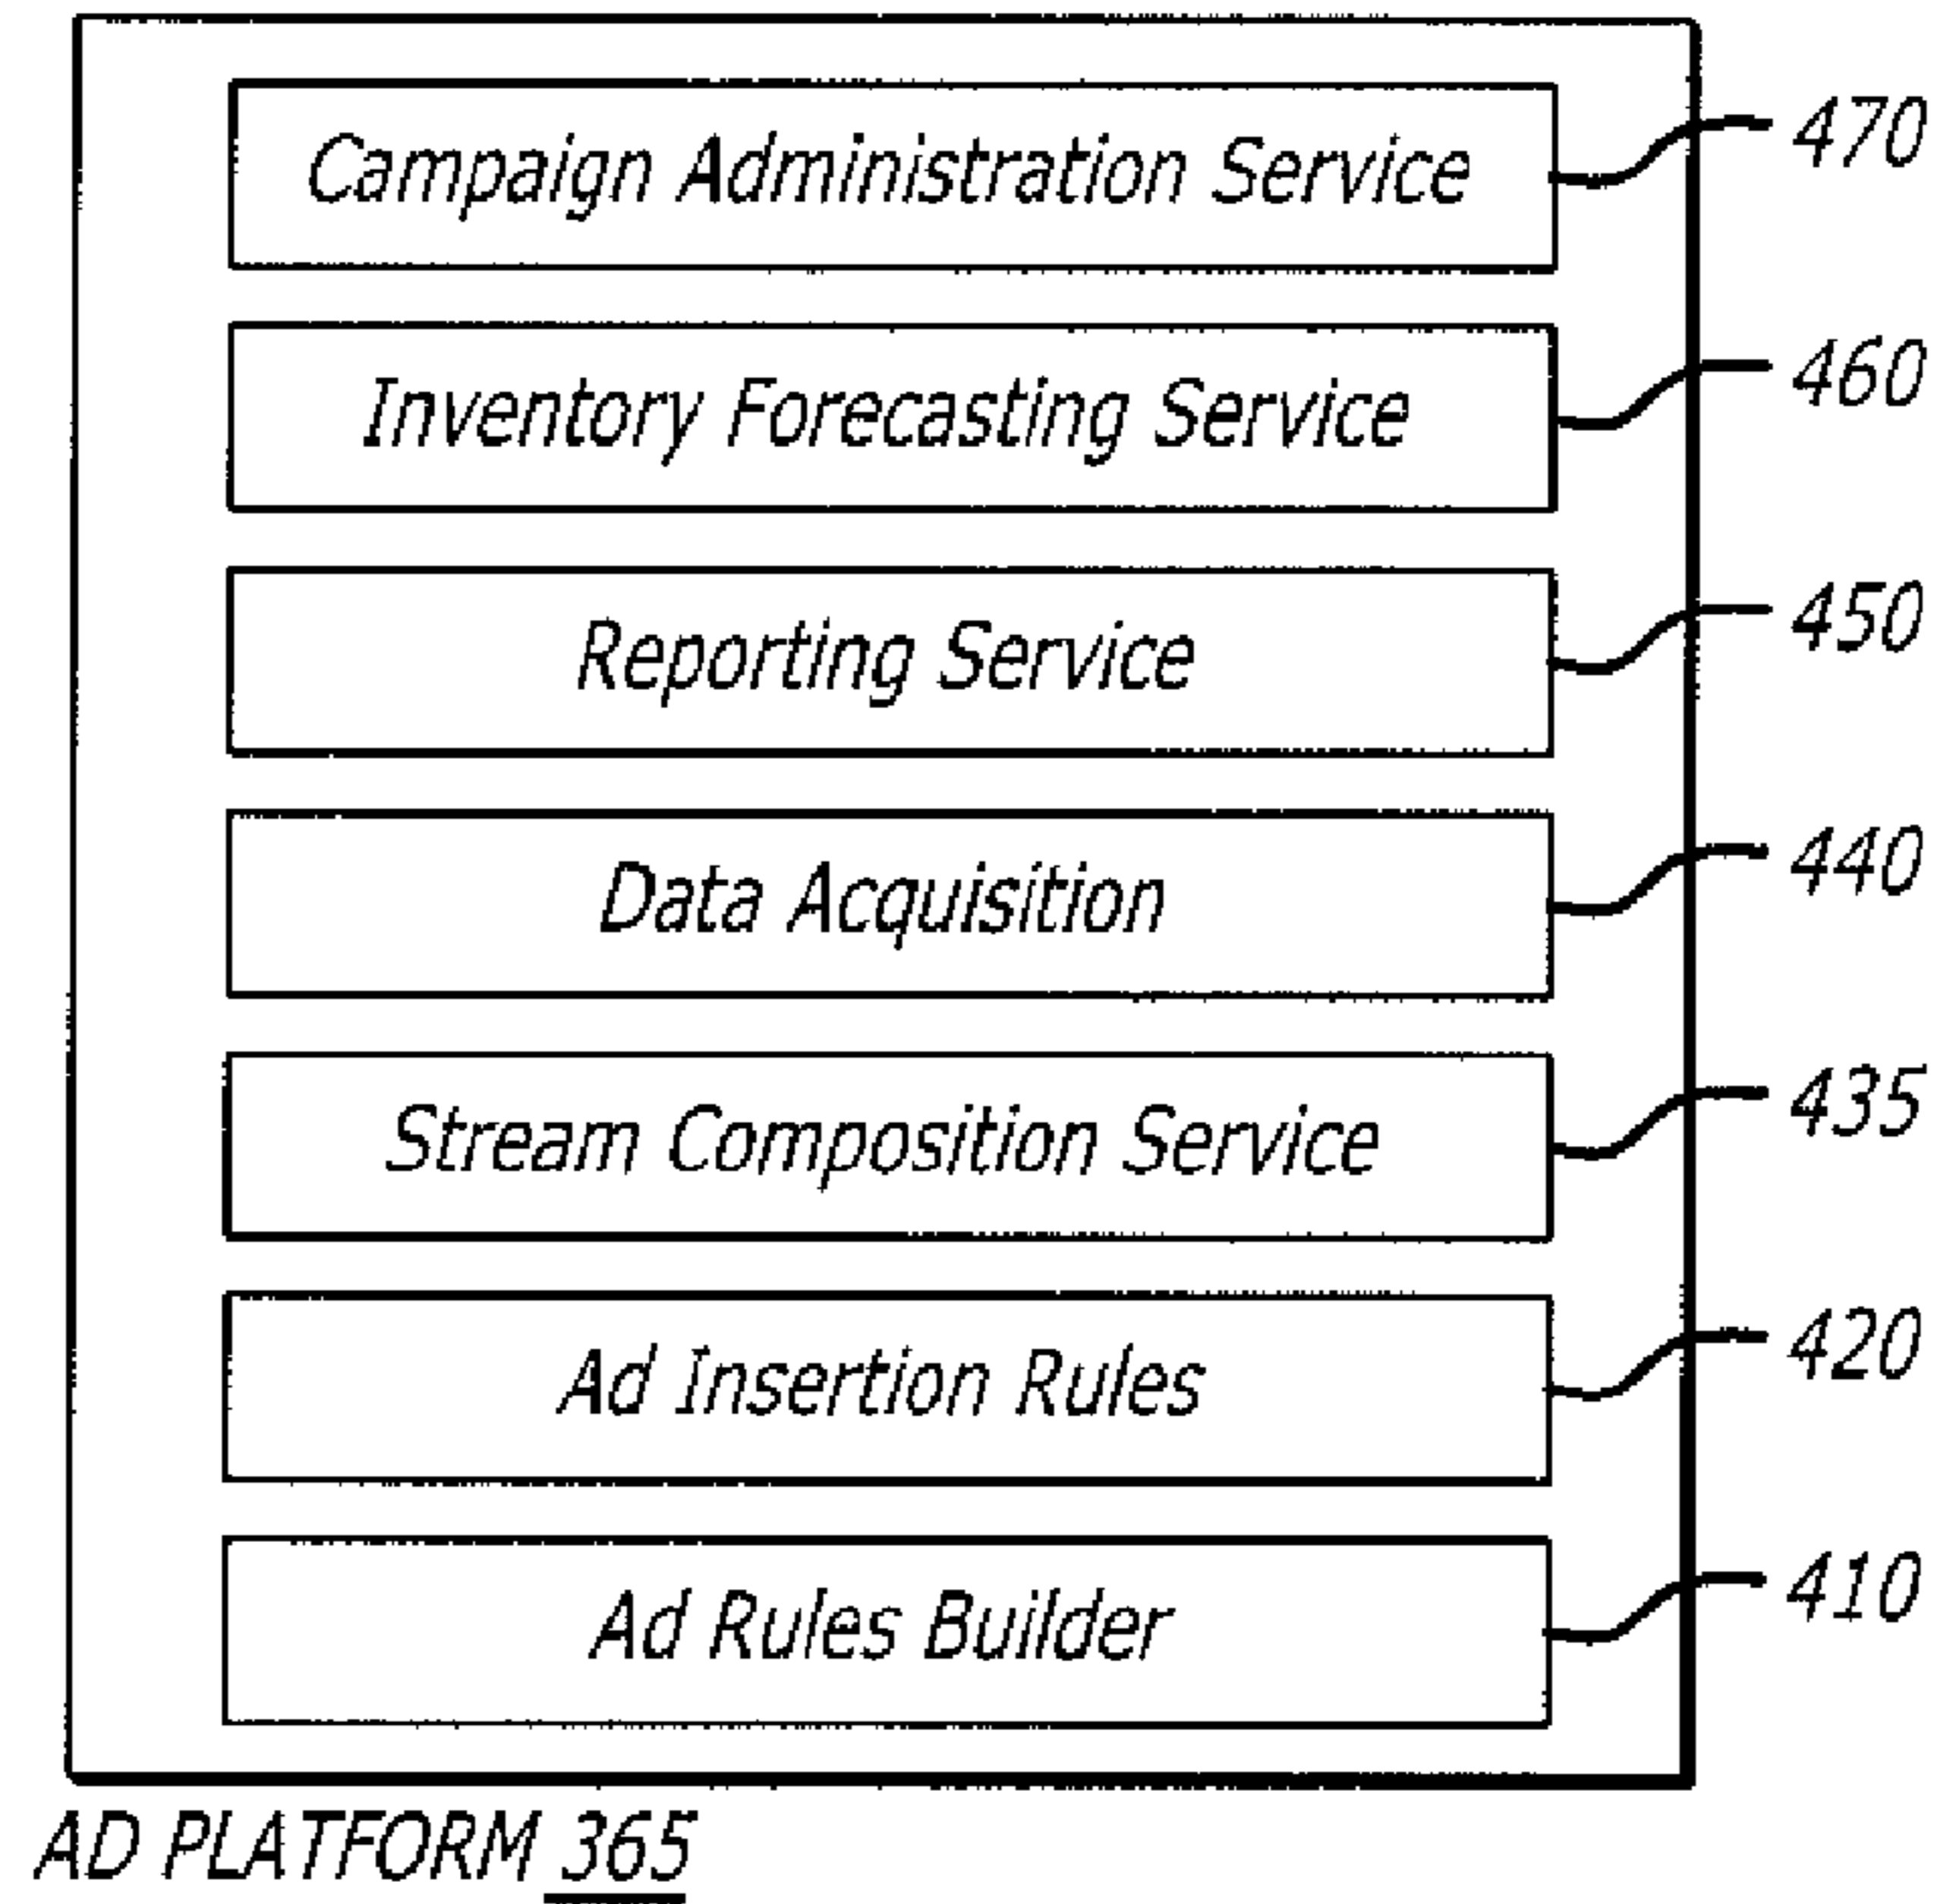 Campaign Administration Service 470
Inventory Forecasting Service 460
Reporting Service 450
Data Acquisition 440
Stream Composition Service 435
Ad Insertion Rules 420
Ad Rules Builder 410
AD PLATFORM 365